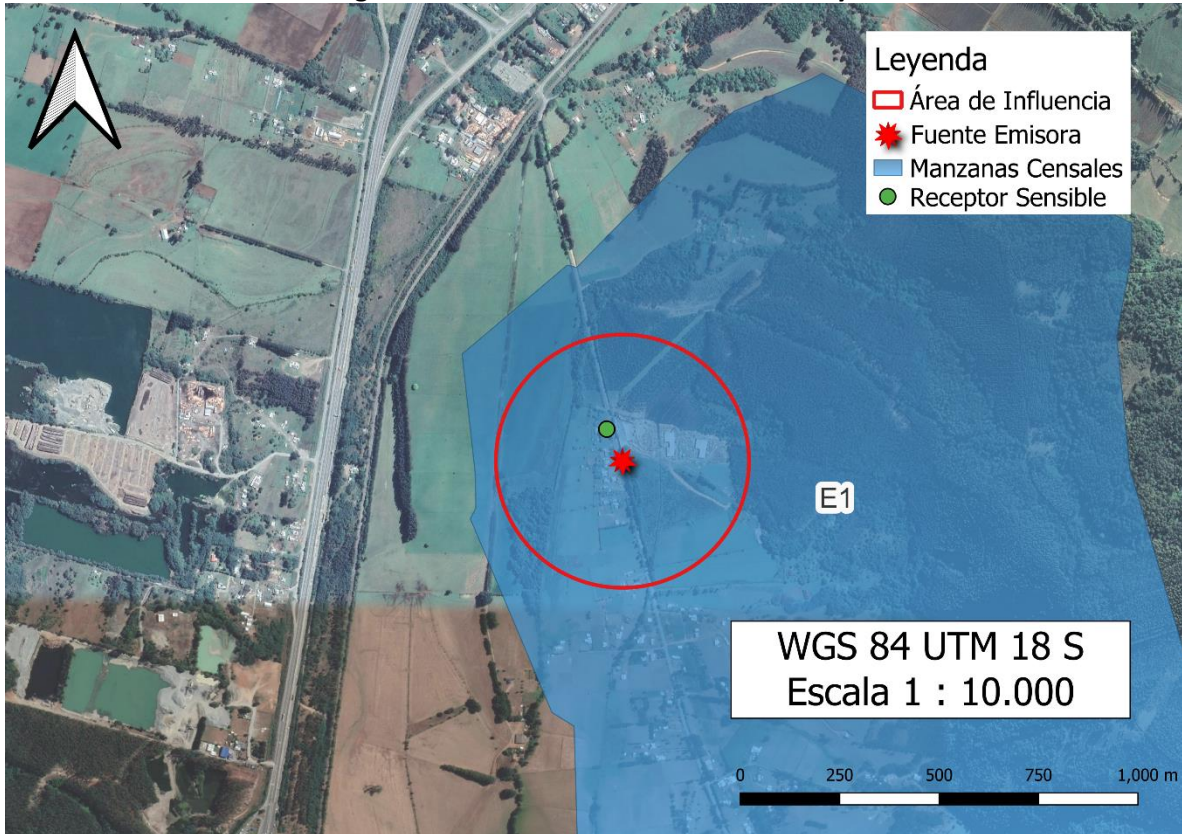 Leyenda
Área de Influencia
Fuente Emisora
Manzanas Censales
Receptor Sensible
E1
WGS 84 UTM 18 S
Escala 1 : 10.000
0 250 500 750 1,000 m